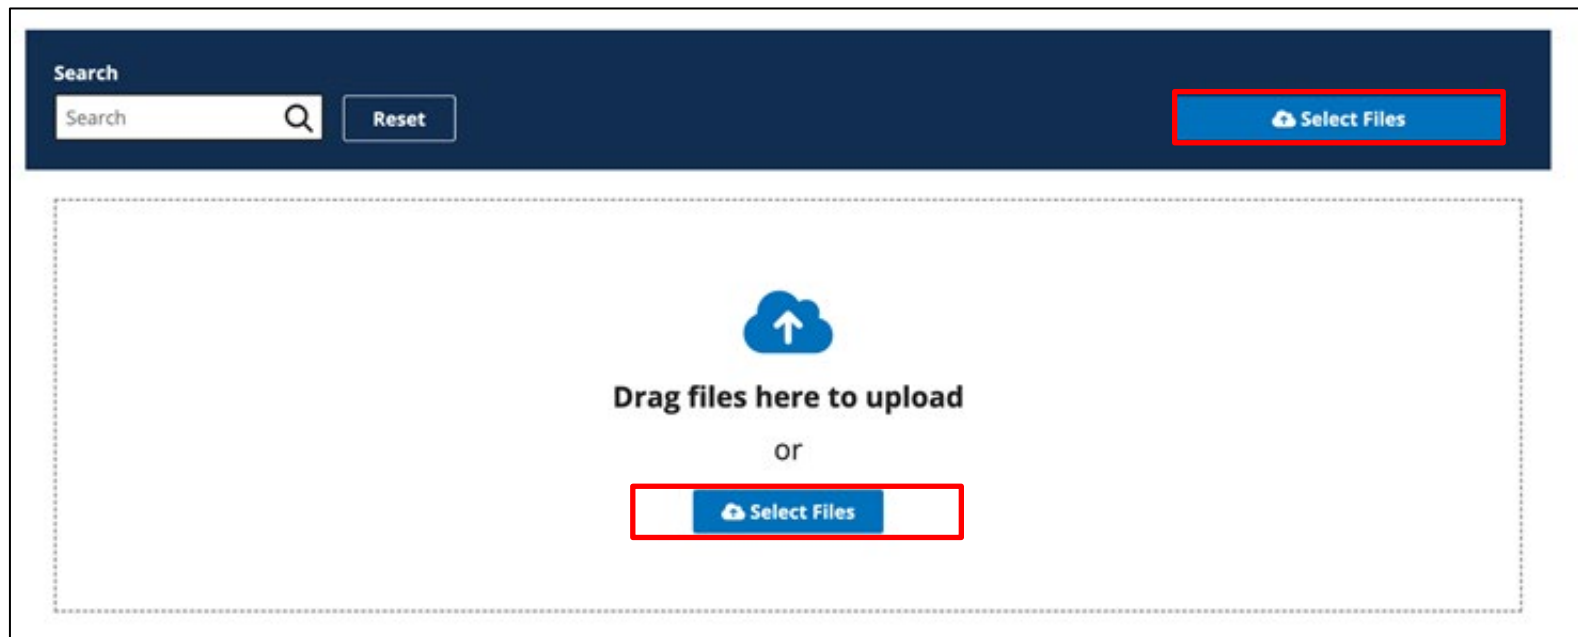 Search
Search
Reset
Select Files
Drag files here to upload
or
Select Files